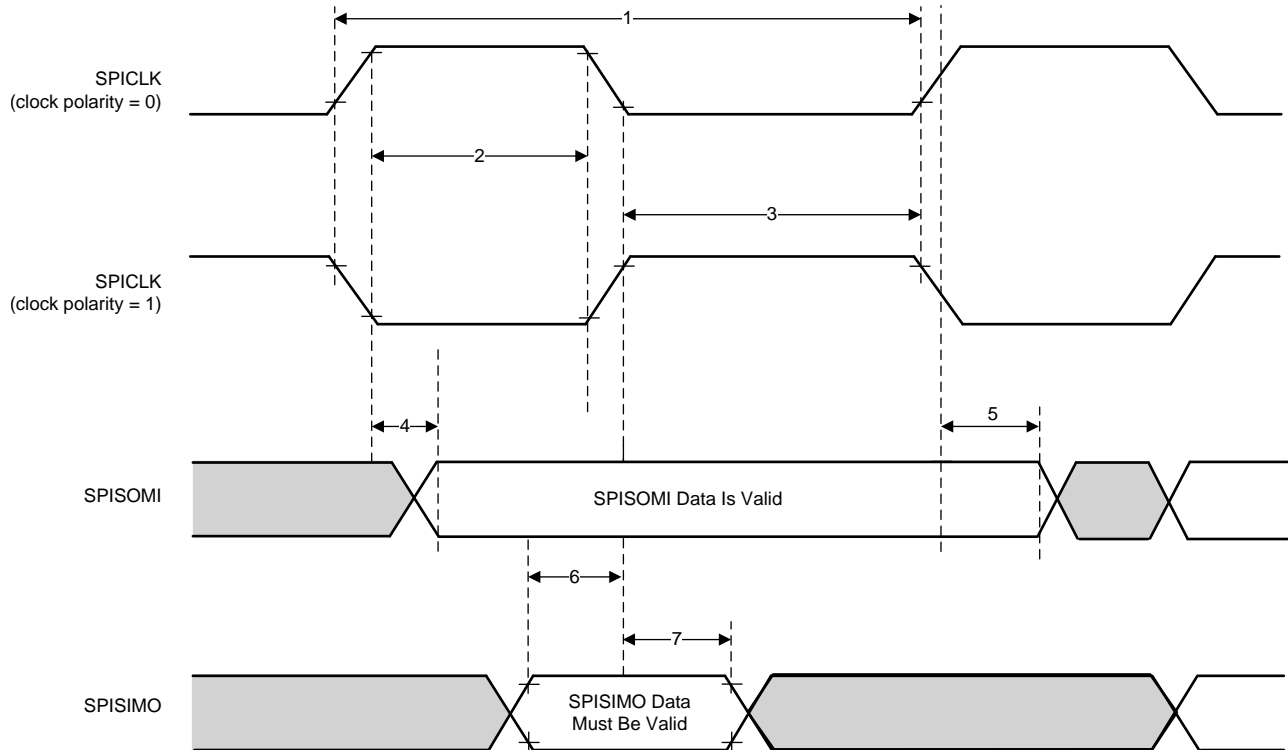 1
SPICLK
(clock polarity = 0)
2
3
SPICLK
(clock polarity = 1)
4
5
SPISOMI
SPISOMI Data Is Valid
6
7
SPISIMO
SPISIMO Data
Must Be Valid